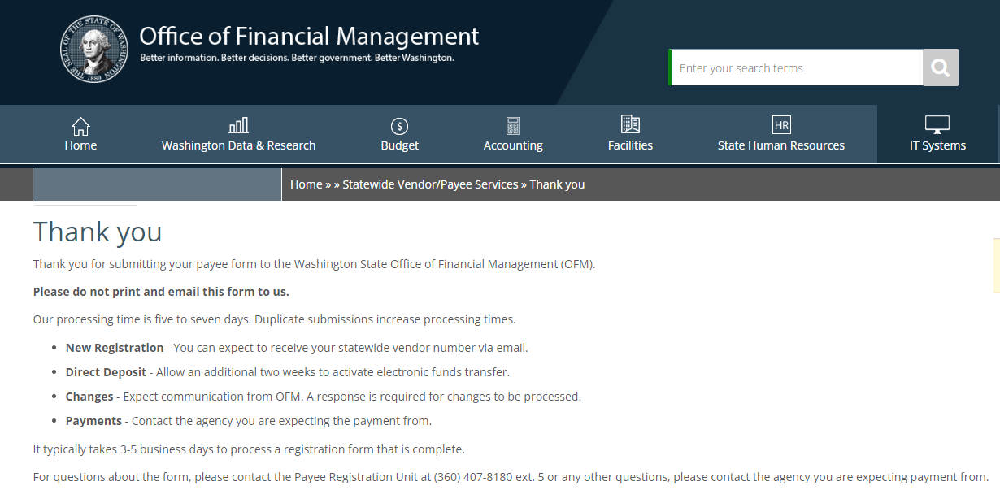 THE SEAL OF THE STATE OF WASHINGTON
1889
Office of Financial Management
Better information. Better decisions. Better government. Better Washington.
Enter your search terms
Home
Washington Data & Research
$
Budget
Accounting
Facilities
HR
State Human Resources
IT Systems
Home » » Statewide Vendor/Payee Services » Thank you
Thank you
Thank you for submitting your payee form to the Washington State Office of Financial Management (OFM).
Please do not print and email this form to us.
Our processing time is five to seven days. Duplicate submissions increase processing times.
• New Registration - You can expect to receive your statewide vendor number via email.
• Direct Deposit - Allow an additional two weeks to activate electronic funds transfer.
• Changes - Expect communication from OFM. A response is required for changes to be processed.
• Payments - Contact the agency you are expecting the payment from.
It typically takes 3-5 business days to process a registration form that is complete.
For questions about the form, please contact the Payee Registration Unit at (360) 407-8180 ext. 5 or any other questions, please contact the agency you are expecting payment from.